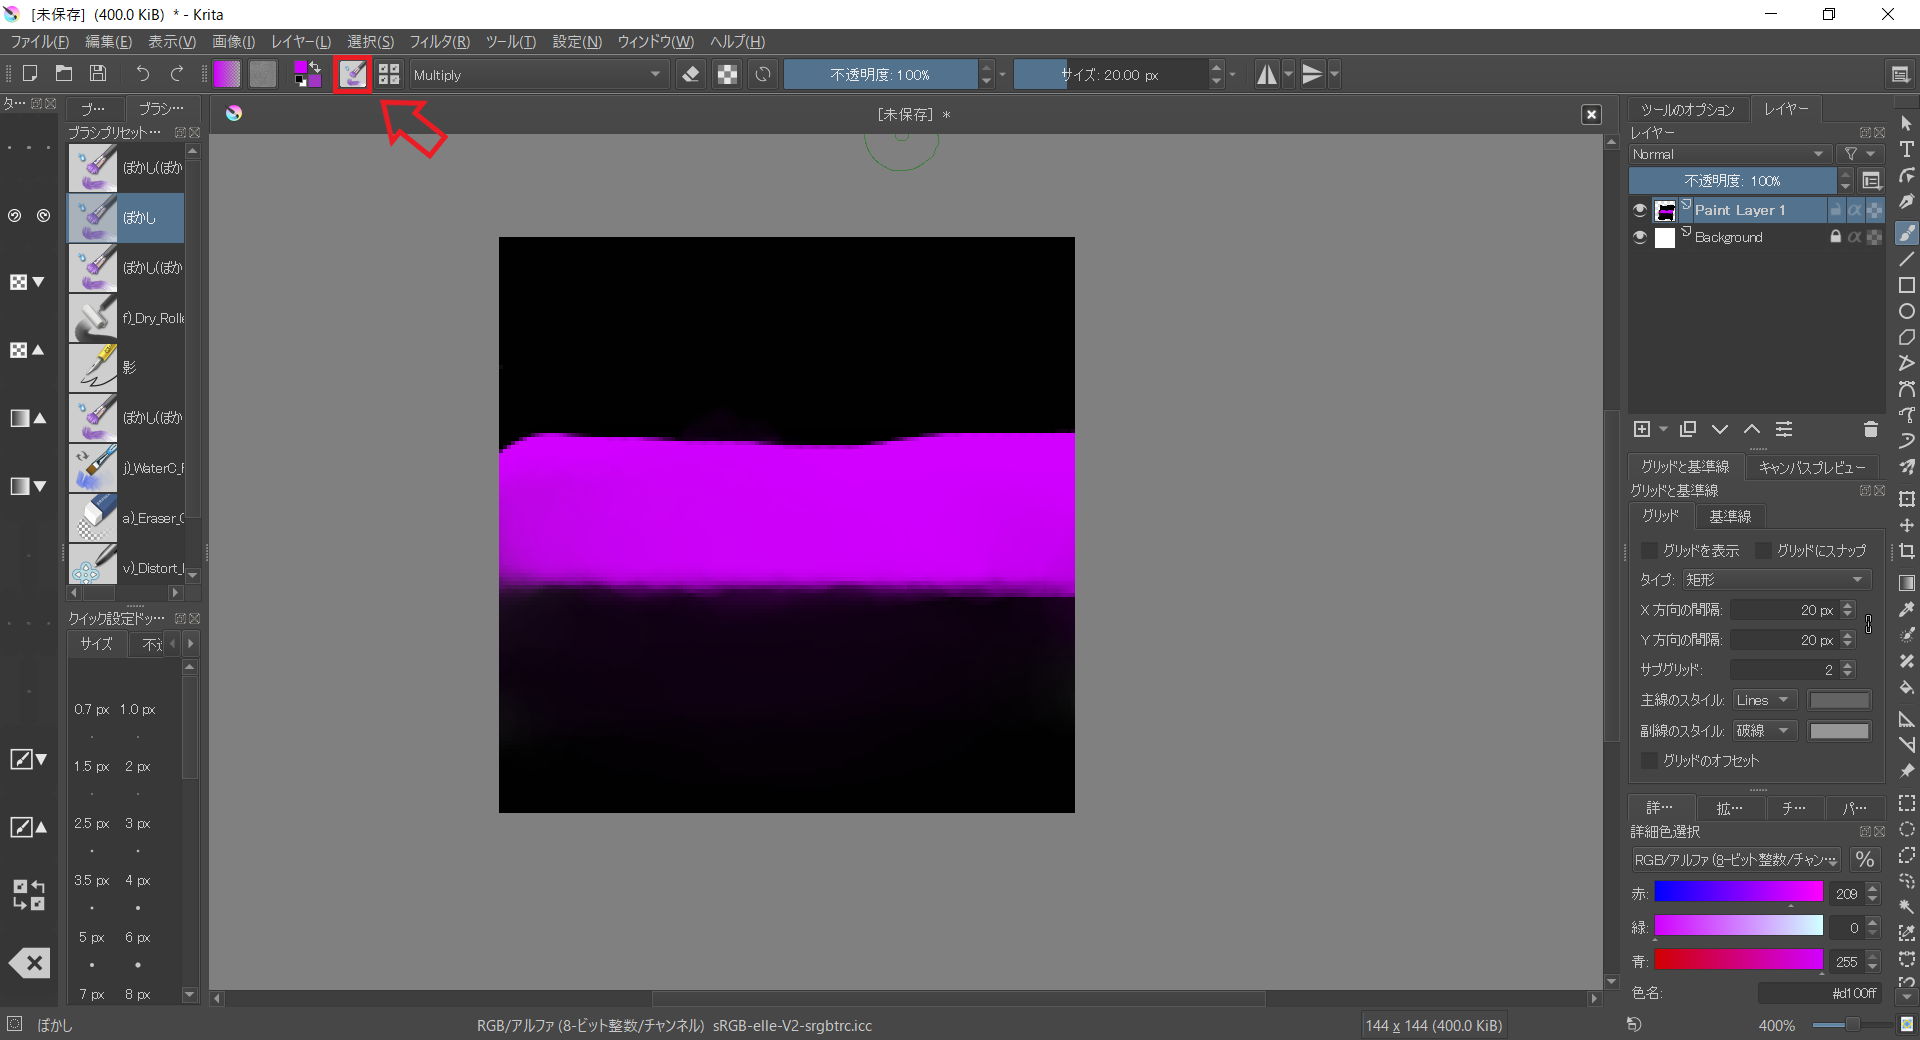 [未保存] (400.0 KiB) * - Krita
ファイル(F) 編集(E) 表示(V) 画像(I) レイヤー(L) 選択(S) フィルタ(R) ツール(T) 設定(N) ウィンドウ(W) ヘルプ(H)
Multiply 不透明度: 100% サイズ: 20.00 px
タ…
ブ… ブラシ…
ブラシプリセット…
ぼかし(ぼか
ぼかし
ぼかし(ぼか
f)_Dry_Rolle
影
ぼかし(ぼか
j)_WaterC_F
a)_Eraser_C
v)_Distort_
クイック設定ドッ…
サイズ 不
0.7 px 1.0 px
1.5 px 2 px
2.5 px 3 px
3.5 px 4 px
5 px 6 px
7 px 8 px
[未保存] *
ツールのオプション レイヤー
レイヤー
Normal
不透明度: 100%
Paint Layer 1
Background
グリッドと基準線 キャンバスプレビュー
グリッドと基準線
グリッド 基準線
グリッドを表示 グリッドにスナップ
タイプ: 矩形
X 方向の間隔: 20 px
Y 方向の間隔: 20 px
サブグリッド: 2
主線のスタイル: Lines
副線のスタイル: 破線
グリッドのオフセット
詳… 拡… チ… パ…
詳細色選択
RGB/アルファ (8-ビット整数/チャン… %
赤: 209
緑: 0
青: 255
色名: #d100ff
ぼかし RGB/アルファ (8-ビット整数/チャンネル) sRGB-elle-V2-srgbtrc.icc 144 x 144 (400.0 KiB) 400%